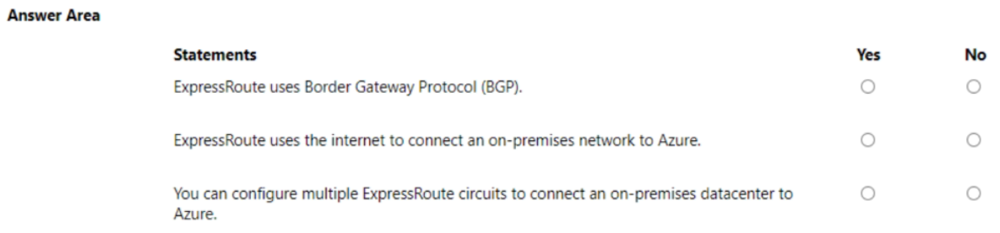 Answer Area
Statements Yes No
ExpressRoute uses Border Gateway Protocol (BGP).
ExpressRoute uses the internet to connect an on-premises network to Azure.
You can configure multiple ExpressRoute circuits to connect an on-premises datacenter to
Azure.